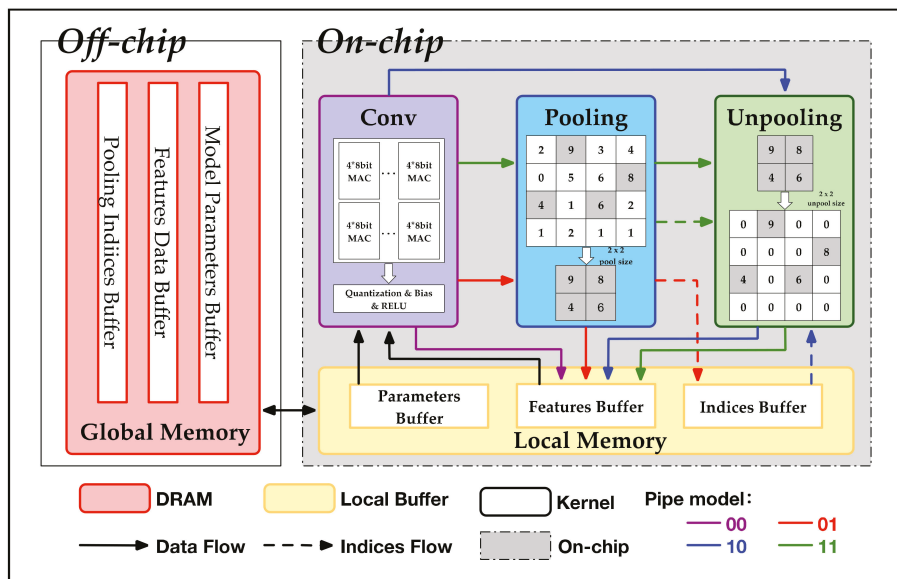 Off-chip
On-chip
Pooling Indiices Buffer
Features Data Buffer
Model Parameters Buffer
Global Memory
Conv
4*8bit
MAC
...
4*8bit
MAC
4*8bit
MAC
...
4*8bit
MAC
Quantization & Bias
& RELU
Pooling
2 9 3 4
0 5 6 8
4 1 6 2
1 2 1 1
2 x 2
pool size
9 8
4 6
Unpooling
9 8
4 6
2 x 2
unpool size
0 9 0 0
0 0 0 8
4 0 6 0
0 0 0 0
Parameters
Buffer
Features Buffer
Indices Buffer
Local Memory
DRAM
Local Buffer
Kernel
Pipe model:
00
01
Data Flow
Indices Flow
On-chip
10
11